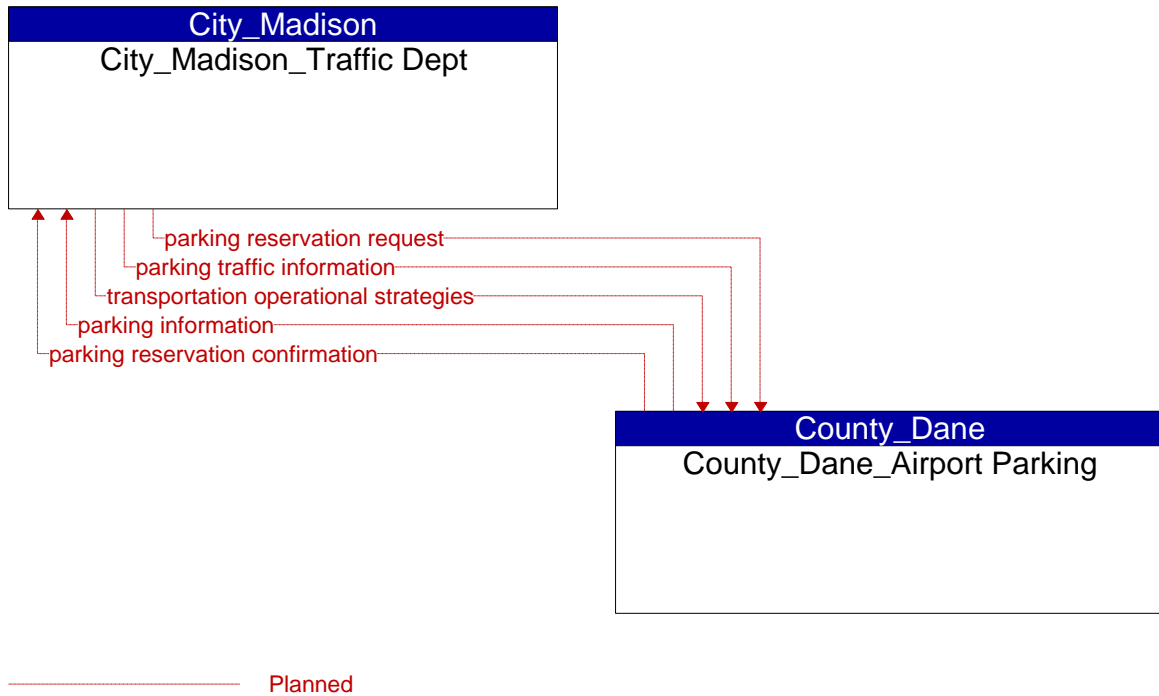 City_Madison
City_Madison_Traffic Dept
parking reservation request
parking traffic information
transportation operational strategies
parking information
parking reservation confirmation
County_Dane
County_Dane_Airport Parking
Planned